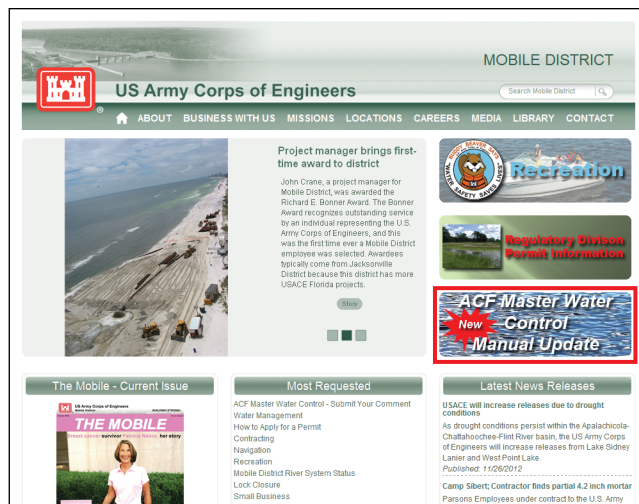 MOBILE DISTRICT
US Army Corps of Engineers
®
Search Mobile District
ABOUT BUSINESS WITH US MISSIONS LOCATIONS CAREERS MEDIA LIBRARY CONTACT
Project manager brings first-
time award to district
John Crane, a project manager for
Mobile District, was awarded the
Richard E. Bonner Award. The Bonner
Award recognizes outstanding service
by an individual representing the U.S.
Army Corps of Engineers, and this
was the first time ever a Mobile District
employee was selected. Awardees
typically come from Jacksonville
District because this district has more
USACE Florida projects.
Story
BUDDY BEAVER SAYS
WATER SAFETY SAVES LIVES
Recreation
Regulatory Divison
Permit Information
ACF Master Water
New Control
Manual Update
The Mobile - Current Issue
US Army Corps of Engineers
THE MOBILE
Breast cancer survivor Patricia Nance, her story
Most Requested
ACF Master Water Control - Submit Your Comment
Water Management
How to Apply for a Permit
Contracting
Navigation
Recreation
Mobile District River System Status
Lock Closure
Small Business
Latest News Releases
USACE will increase releases due to drought
conditions
As drought conditions persist within the Apalachicola-
Chattahoochee-Flint River basin, the US Army Corps
of Engineers will increase releases from Lake Sidney
Lanier and West Point Lake.
Published: 11/26/2012
Camp Sibert; Contractor finds partial 4.2 inch mortar
Parsons Employees under contract to the U.S. Army